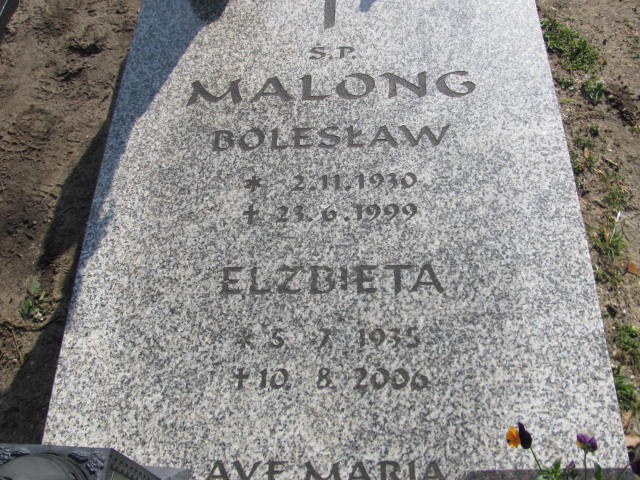 S.P.
MALONG
BOLESŁAW
* 2.11.1930
+ 23.6.1999
ELZBIETA
* 5 7 1935
+ 10. 8. 2006
AVE MARIA